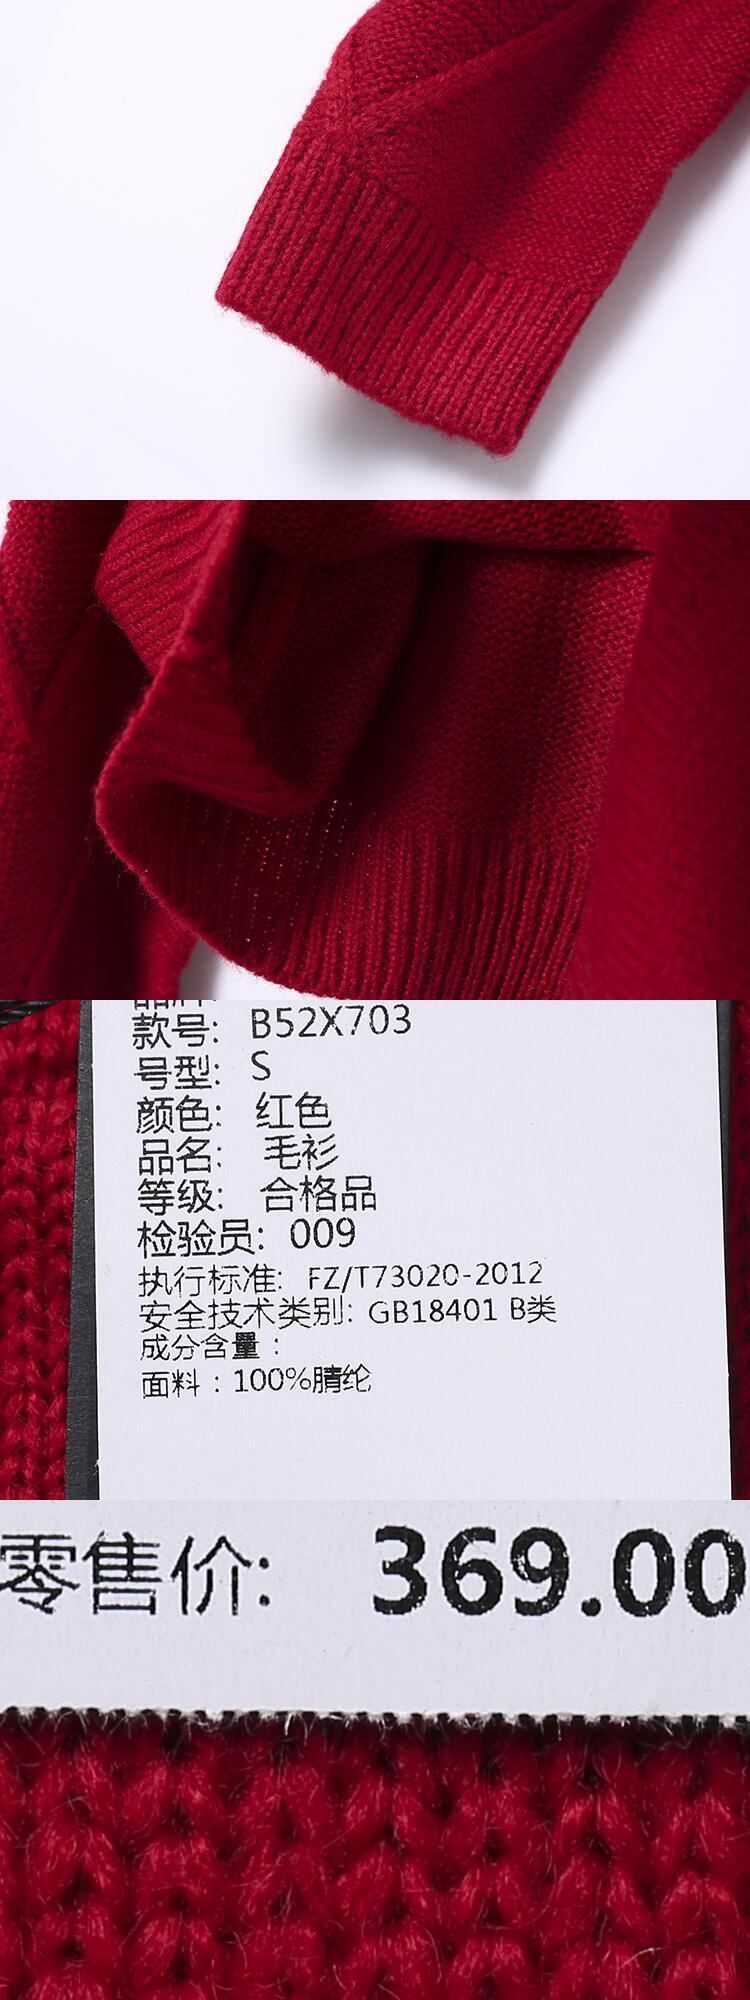 款号: B52X703
号型: S
颜色: 红色
品名: 毛衫
等级: 合格品
检验员: 009
执行标准: FZ/T73020-2012
安全技术类别: GB18401 B类
成分含量：
面料：100%腈纶
零售价: 369.00